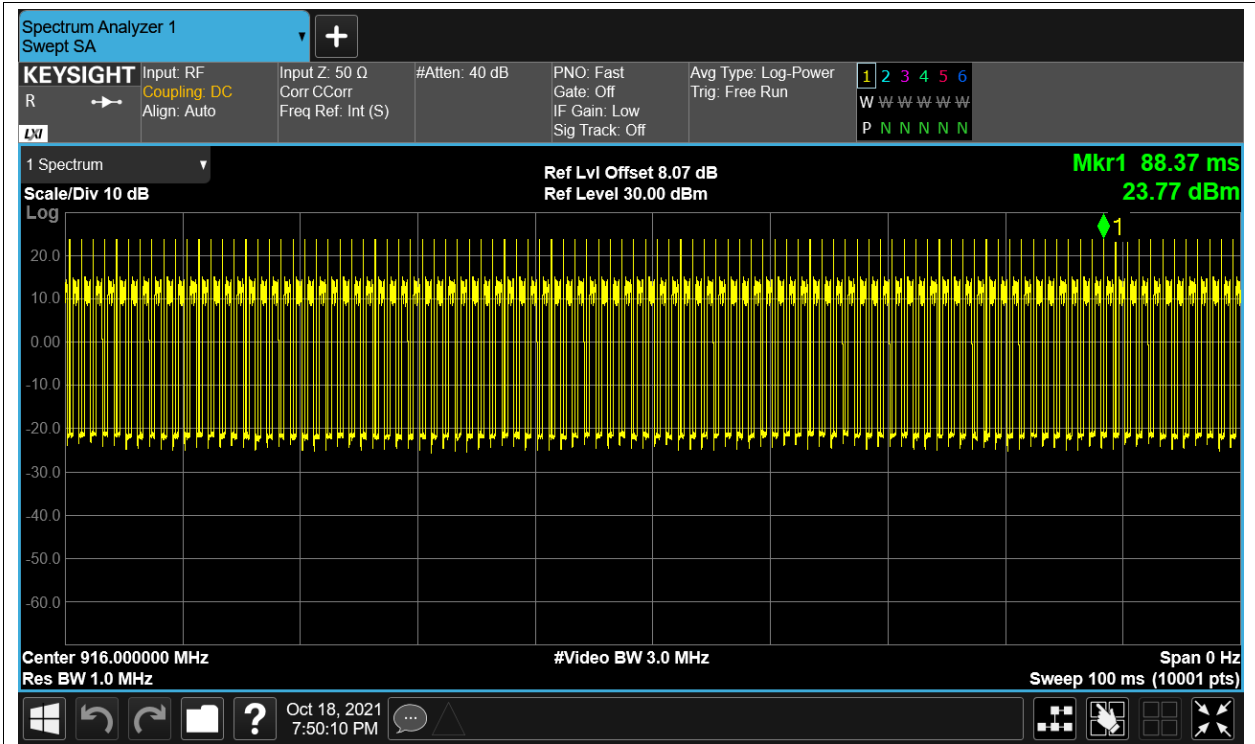 Spectrum Analyzer 1
Swept SA
KEYSIGHT
R
LXI
Input: RF
Coupling: DC
Align: Auto
Input Z: 50 Ω
Corr CCorr
Freq Ref: Int (S)
#Atten: 40 dB
PNO: Fast
Gate: Off
IF Gain: Low
Sig Track: Off
Avg Type: Log-Power
Trig: Free Run
1 2 3 4 5 6
W W W W W W
P N N N N N
1 Spectrum
Scale/Div 10 dB
Log
Ref Lvl Offset 8.07 dB
Ref Level 30.00 dBm
Mkr1 88.37 ms
23.77 dBm
1
20.0
10.0
0.00
-10.0
-20.0
-30.0
-40.0
-50.0
-60.0
Center 916.000000 MHz
Res BW 1.0 MHz
#Video BW 3.0 MHz
Span 0 Hz
Sweep 100 ms (10001 pts)
?
Oct 18, 2021
7:50:10 PM